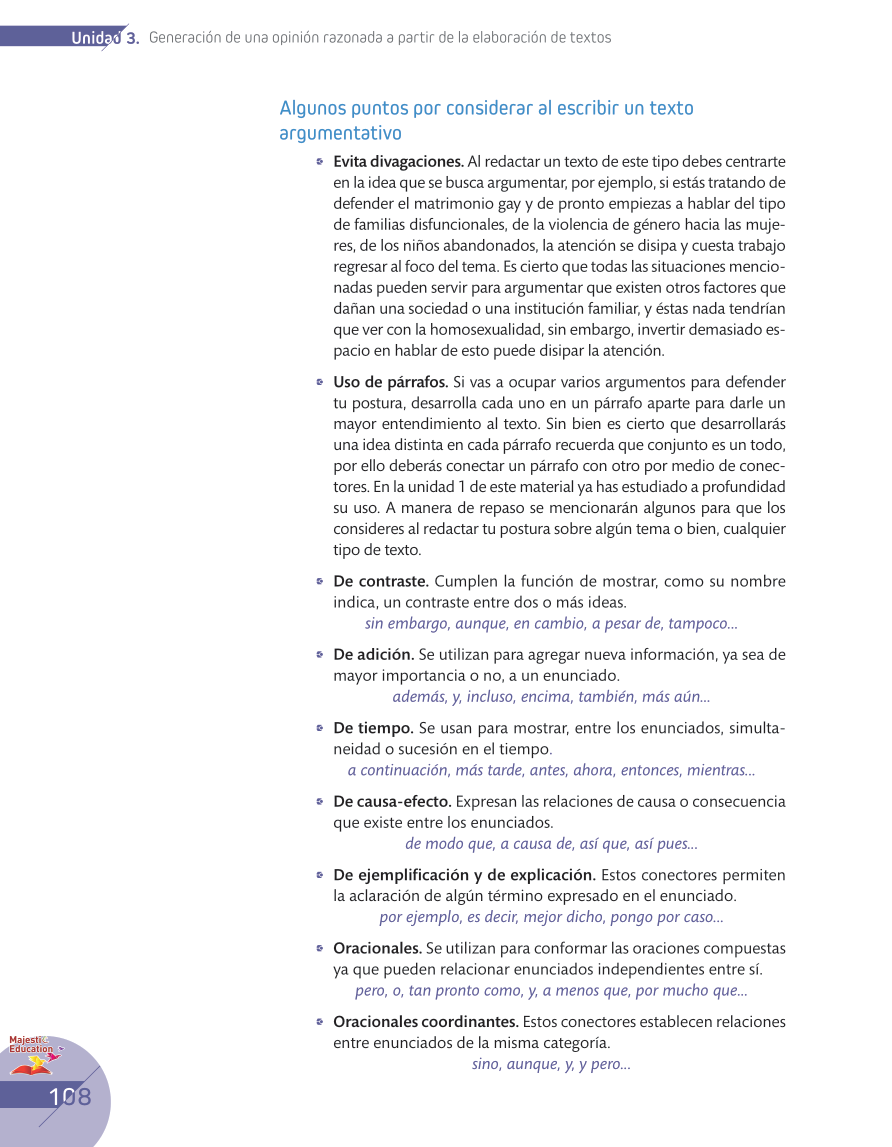 Unidad 3. Generación de una opinión razonada a partir de la elaboración de textos
Algunos puntos por considerar al escribir un texto
argumentativo
Evita divagaciones. Al redactar un texto de este tipo debes centrarte
en la idea que se busca argumentar, por ejemplo, si estás tratando de
defender el matrimonio gay y de pronto empiezas a hablar del tipo
de familias disfuncionales, de la violencia de género hacia las muje-
res, de los niños abandonados, la atención se disipa y cuesta trabajo
regresar al foco del tema. Es cierto que todas las situaciones mencio-
nadas pueden servir para argumentar que existen otros factores que
dañan una sociedad o una institución familiar, y éstas nada tendrían
que ver con la homosexualidad, sin embargo, invertir demasiado es-
pacio en hablar de esto puede disipar la atención.
Uso de párrafos. Si vas a ocupar varios argumentos para defender
tu postura, desarrolla cada uno en un párrafo aparte para darle un
mayor entendimiento al texto. Sin bien es cierto que desarrollarás
una idea distinta en cada párrafo recuerda que conjunto es un todo,
por ello deberás conectar un párrafo con otro por medio de conec-
tores. En la unidad 1 de este material ya has estudiado a profundidad
su uso. A manera de repaso se mencionarán algunos para que los
consideres al redactar tu postura sobre algún tema o bien, cualquier
tipo de texto.
De contraste. Cumplen la función de mostrar, como su nombre
indica, un contraste entre dos o más ideas.
sin embargo, aunque, en cambio, a pesar de, tampoco...
De adición. Se utilizan para agregar nueva información, ya sea de
mayor importancia o no, a un enunciado.
además, y, incluso, encima, también, más aún...
De tiempo. Se usan para mostrar, entre los enunciados, simulta-
neidad o sucesión en el tiempo.
a continuación, más tarde, antes, ahora, entonces, mientras...
De causa-efecto. Expresan las relaciones de causa o consecuencia
que existe entre los enunciados.
de modo que, a causa de, así que, así pues...
De ejemplificación y de explicación. Estos conectores permiten
la aclaración de algún término expresado en el enunciado.
por ejemplo, es decir, mejor dicho, pongo por caso...
Oracionales. Se utilizan para conformar las oraciones compuestas
ya que pueden relacionar enunciados independientes entre sí.
pero, o, tan pronto como, y, a menos que, por mucho que...
Oracionales coordinantes. Estos conectores establecen relaciones
entre enunciados de la misma categoría.
sino, aunque, y, y pero...
Majestic
Education
108